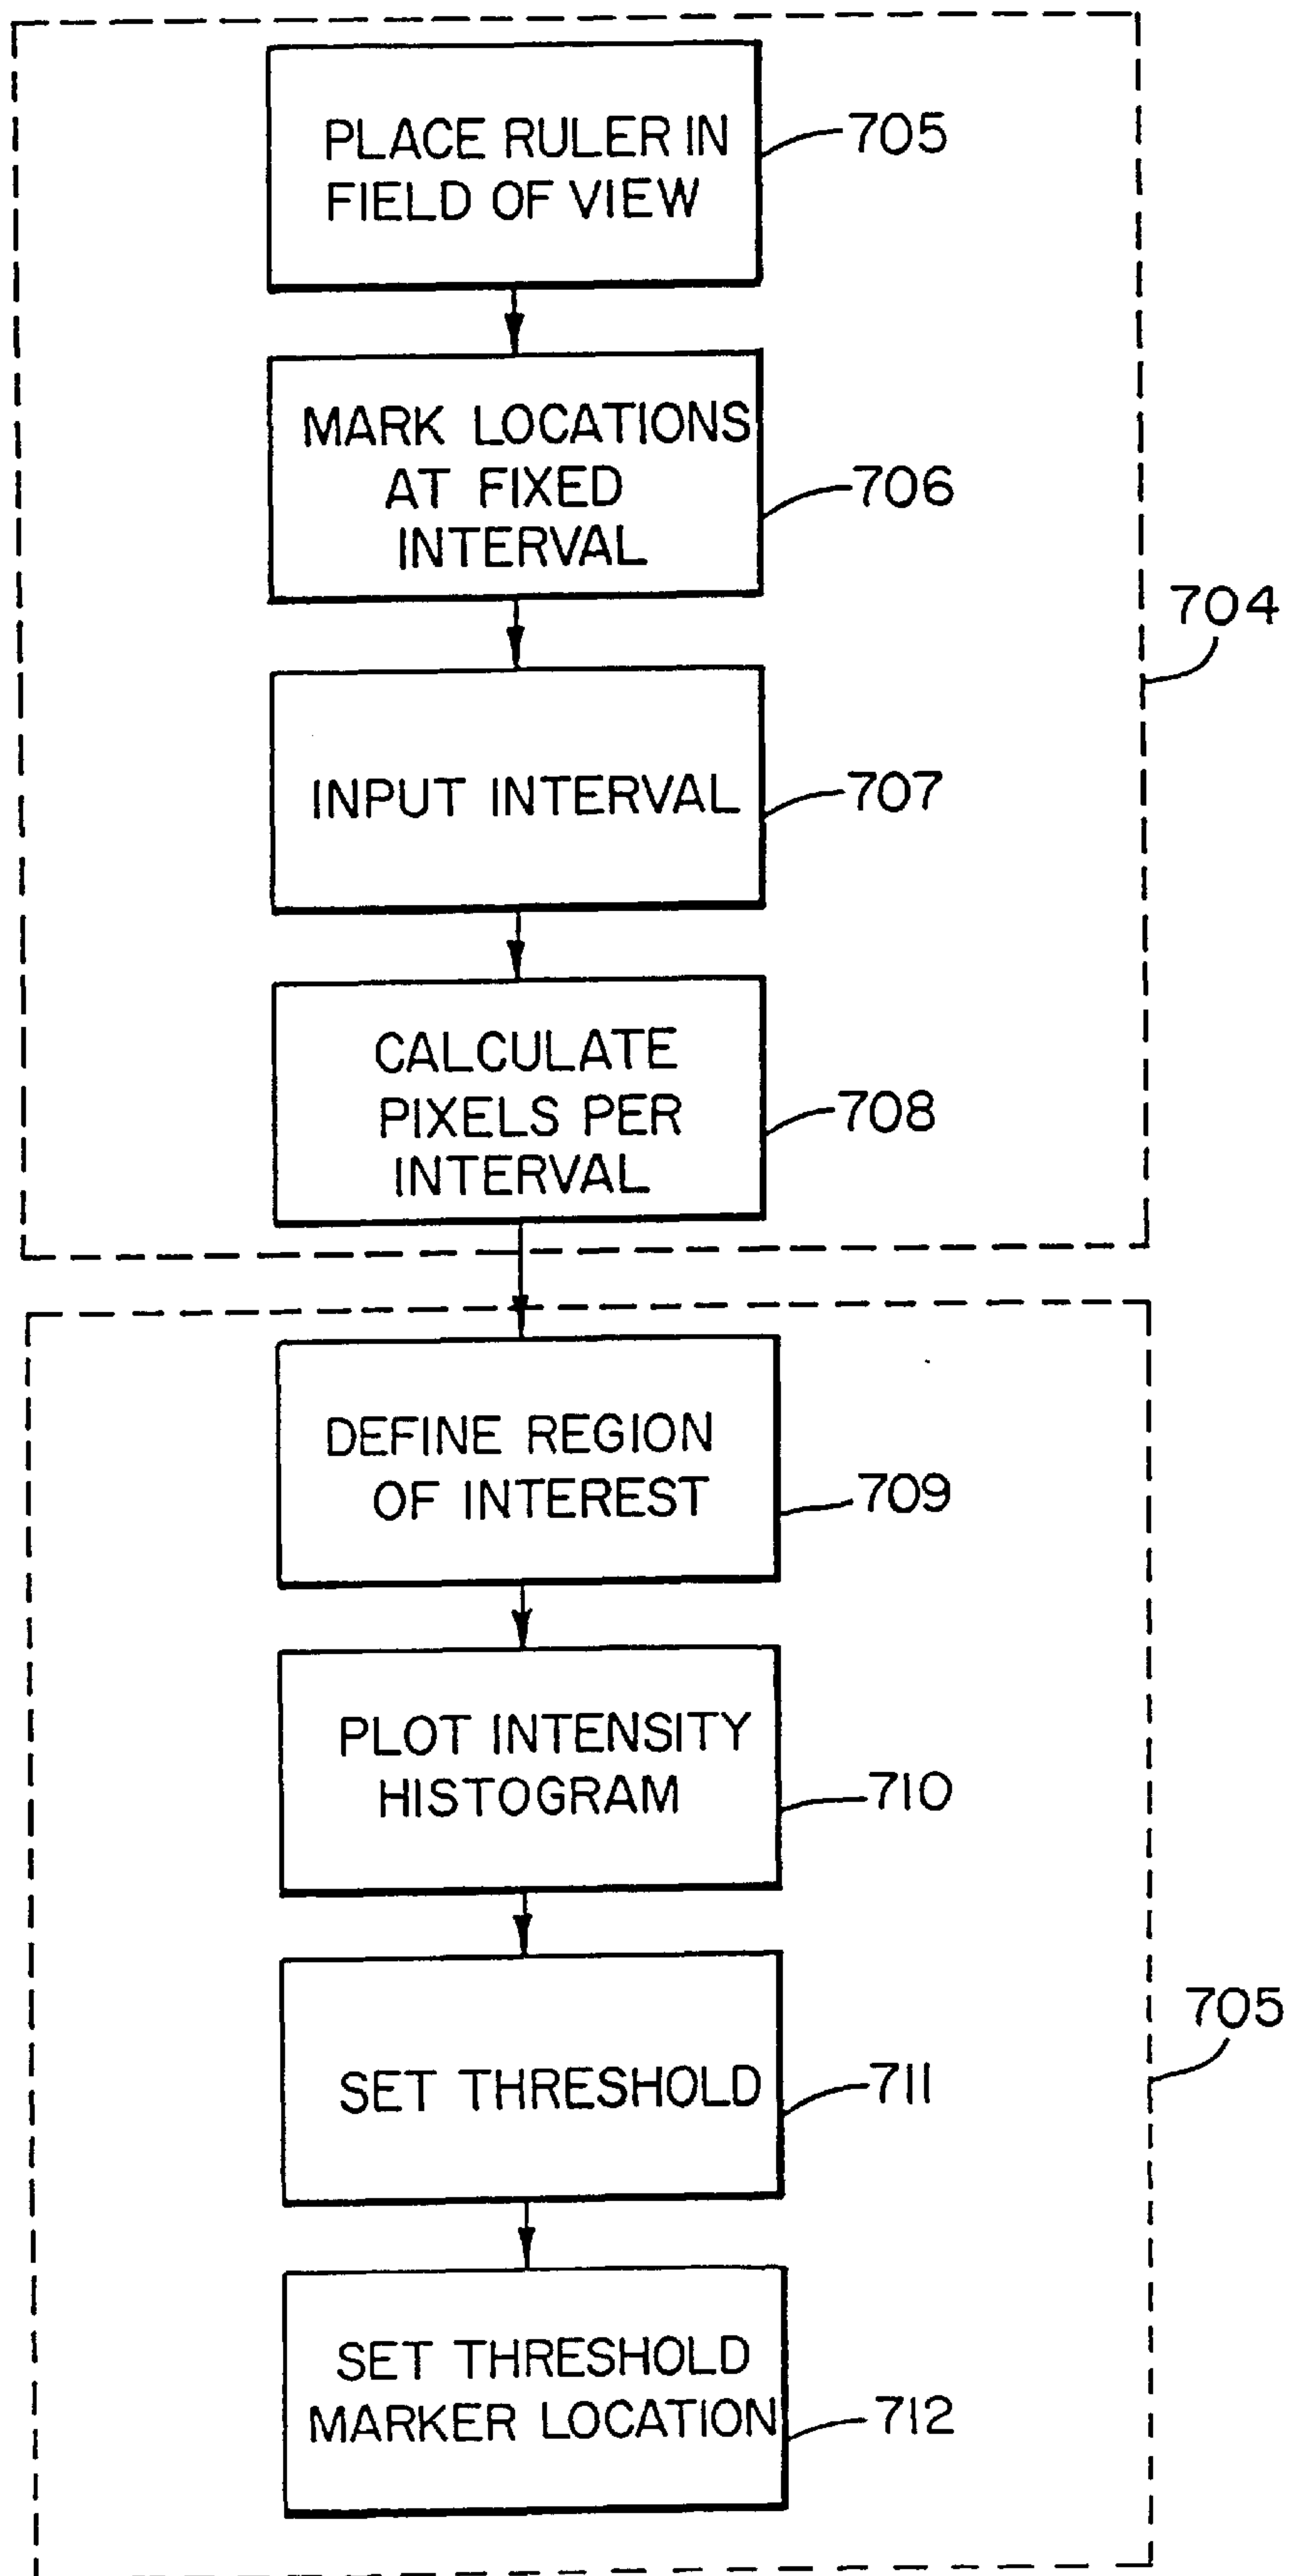 PLACE RULER IN
FIELD OF VIEW
705
MARK LOCATIONS
AT FIXED
INTERVAL
706
704
INPUT INTERVAL
707
CALCULATE
PIXELS PER
INTERVAL
708
DEFINE REGION
OF INTEREST
709
PLOT INTENSITY
HISTOGRAM
710
705
SET THRESHOLD
711
SET THRESHOLD
MARKER LOCATION
712